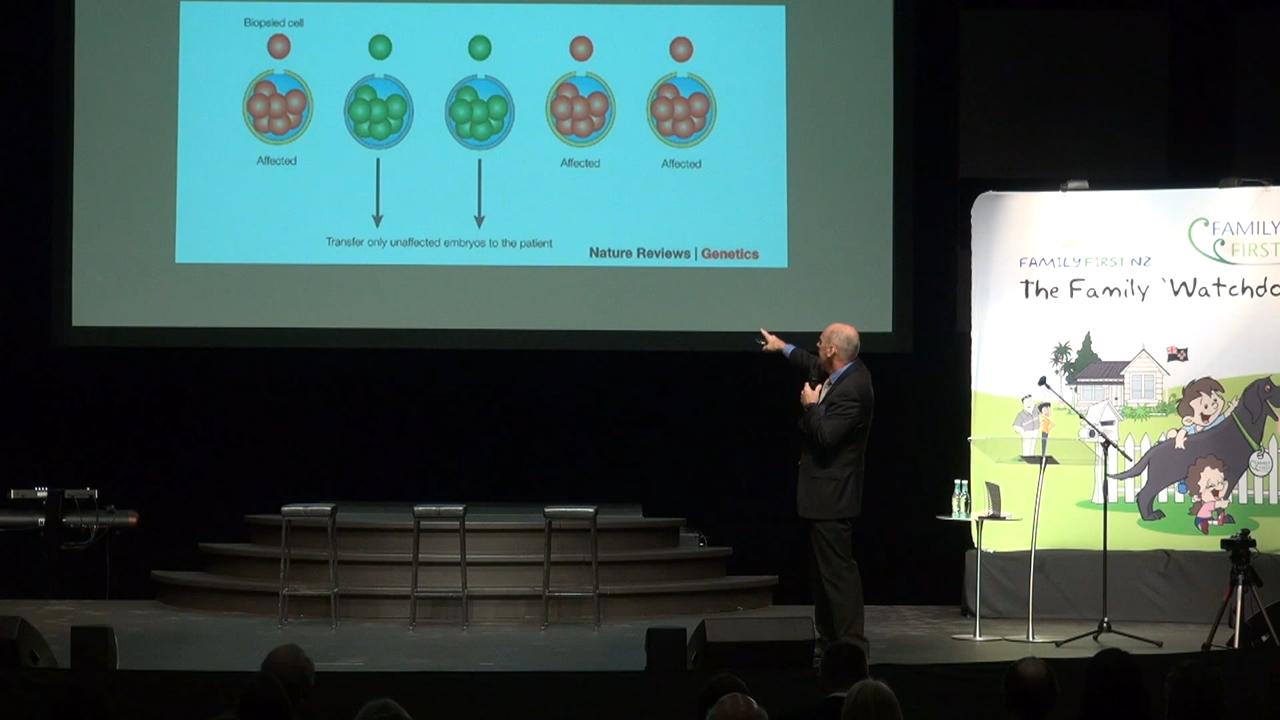 Biopsied cell
Affected
Affected
Affected
Transfer only unaffected embryos to the patient
Nature Reviews | Genetics
FAMILY
FIRST
FAMILY FIRST NZ
The Family 'Watchdo